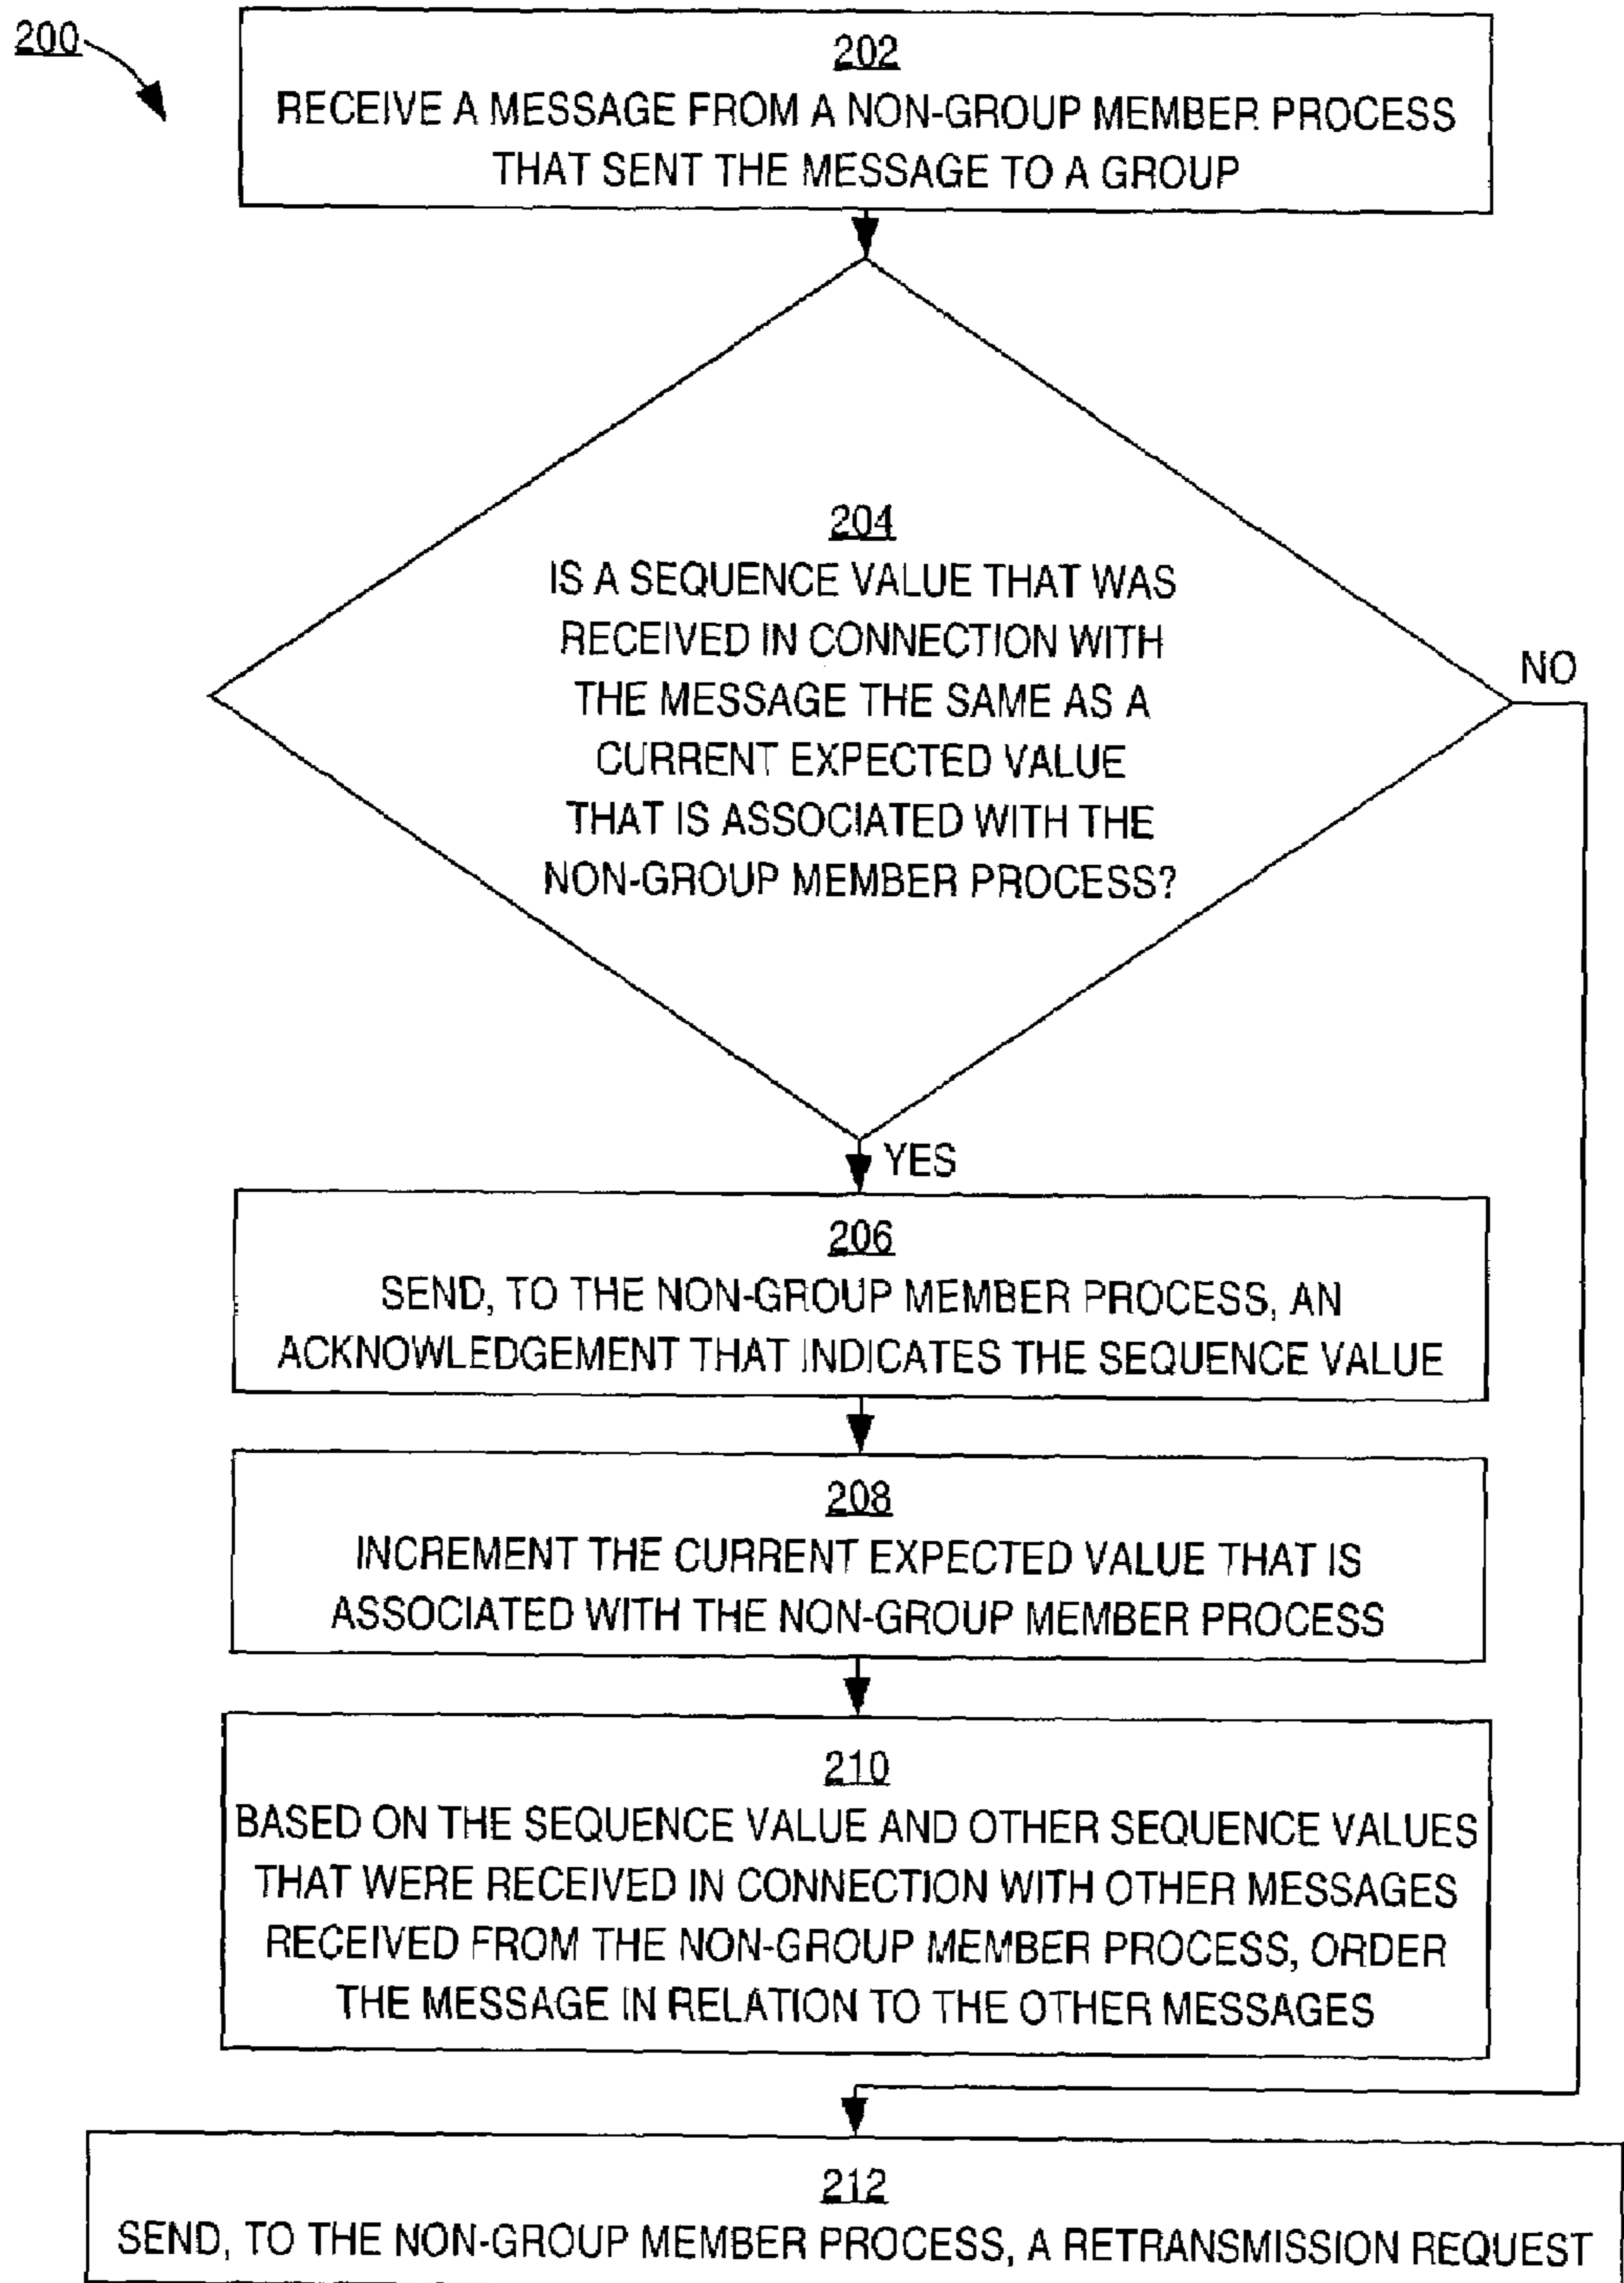 200
202
RECEIVE A MESSAGE FROM A NON-GROUP MEMBER PROCESS
THAT SENT THE MESSAGE TO A GROUP
204
IS A SEQUENCE VALUE THAT WAS
RECEIVED IN CONNECTION WITH
THE MESSAGE THE SAME AS A
CURRENT EXPECTED VALUE
THAT IS ASSOCIATED WITH THE
NON-GROUP MEMBER PROCESS?
NO
YES
206
SEND, TO THE NON-GROUP MEMBER PROCESS, AN
ACKNOWLEDGEMENT THAT INDICATES THE SEQUENCE VALUE
208
INCREMENT THE CURRENT EXPECTED VALUE THAT IS
ASSOCIATED WITH THE NON-GROUP MEMBER PROCESS
210
BASED ON THE SEQUENCE VALUE AND OTHER SEQUENCE VALUES
THAT WERE RECEIVED IN CONNECTION WITH OTHER MESSAGES
RECEIVED FROM THE NON-GROUP MEMBER PROCESS, ORDER
THE MESSAGE IN RELATION TO THE OTHER MESSAGES
212
SEND, TO THE NON-GROUP MEMBER PROCESS, A RETRANSMISSION REQUEST